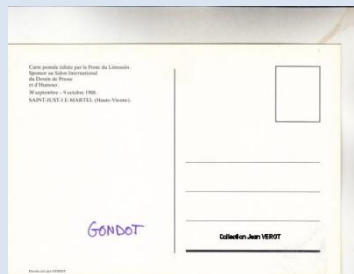 Carte postale éditée par la Poste du Limousin.
Sponsor au Salon International
du Dessin de Presse
et d'Humour.
30 septembre - 9 octobre 1988.
SAINT-JUST-LE-MARTEL (Haute-Vienne).
GONDOT
Collection Jean VEROT